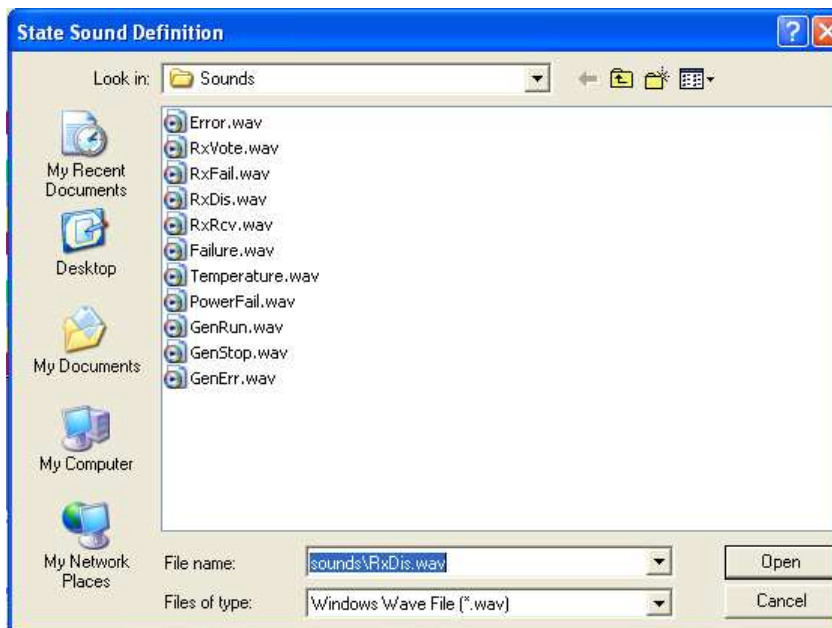 State Sound Definition
Look in: Sounds
My Recent
Documents
Desktop
My Documents
My Computer
My Network
Places
Error.wav
RxVote.wav
RxFail.wav
RxDis.wav
RxRcv.wav
Failure.wav
Temperature.wav
PowerFail.wav
GenRun.wav
GenStop.wav
GenErr.wav
File name: sounds\RxDis.wav Open
Files of type: Windows Wave File (*.wav) Cancel